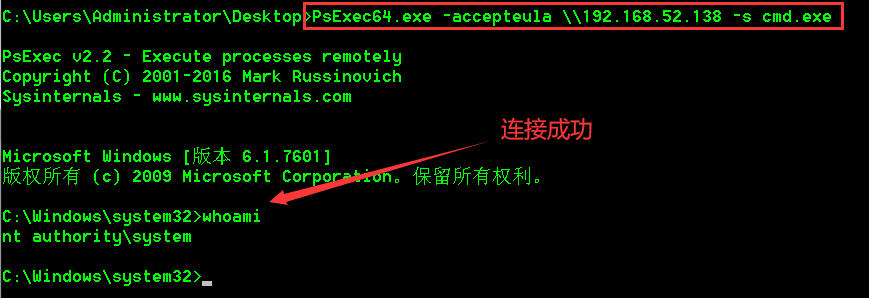 C:\Users\Administrator\Desktop>PsExec64.exe -accepteula \\192.168.52.138 -s cmd.exe
PsExec v2.2 - Execute processes remotely
Copyright (C) 2001-2016 Mark Russinovich
Sysinternals - www.sysinternals.com
连接成功
Microsoft Windows [版本 6.1.7601]
版权所有 (c) 2009 Microsoft Corporation。保留所有权利。
C:\Windows\system32>whoami
nt authority\system
C:\Windows\system32>